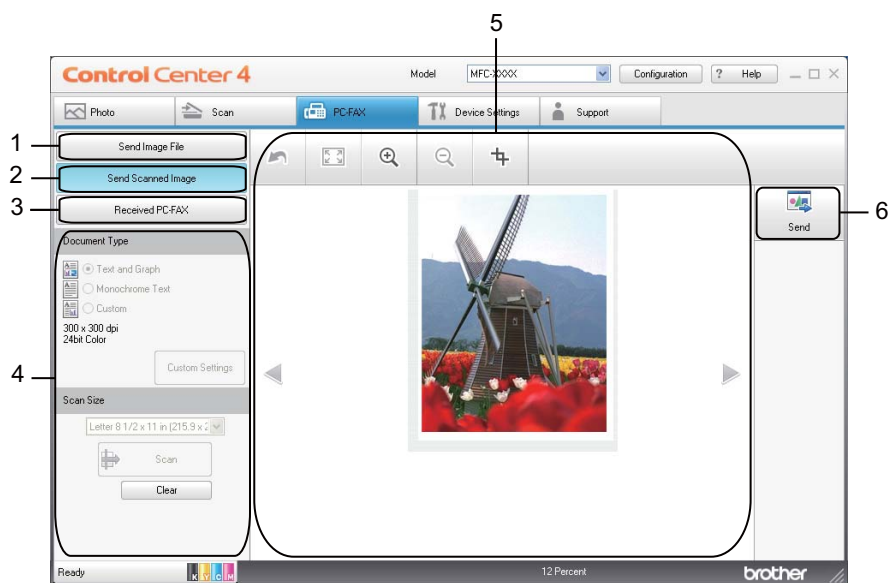 5
Control Center 4
Model
MFC-XXXX
Configuration
? Help
Photo
Scan
PC-FAX
Device Settings
Support
1
Send Image File
2
Send Scanned Image
3
Received PC-FAX
6
Send
Document Type
Text and Graph
Monochrome Text
Custom
300 x 300 dpi
24bit Color
4
Custom Settings
Scan Size
Letter 8 1/2 x 11 in (215.9 x 2
Scan
Clear
Ready
K Y C M
12 Percent
brother